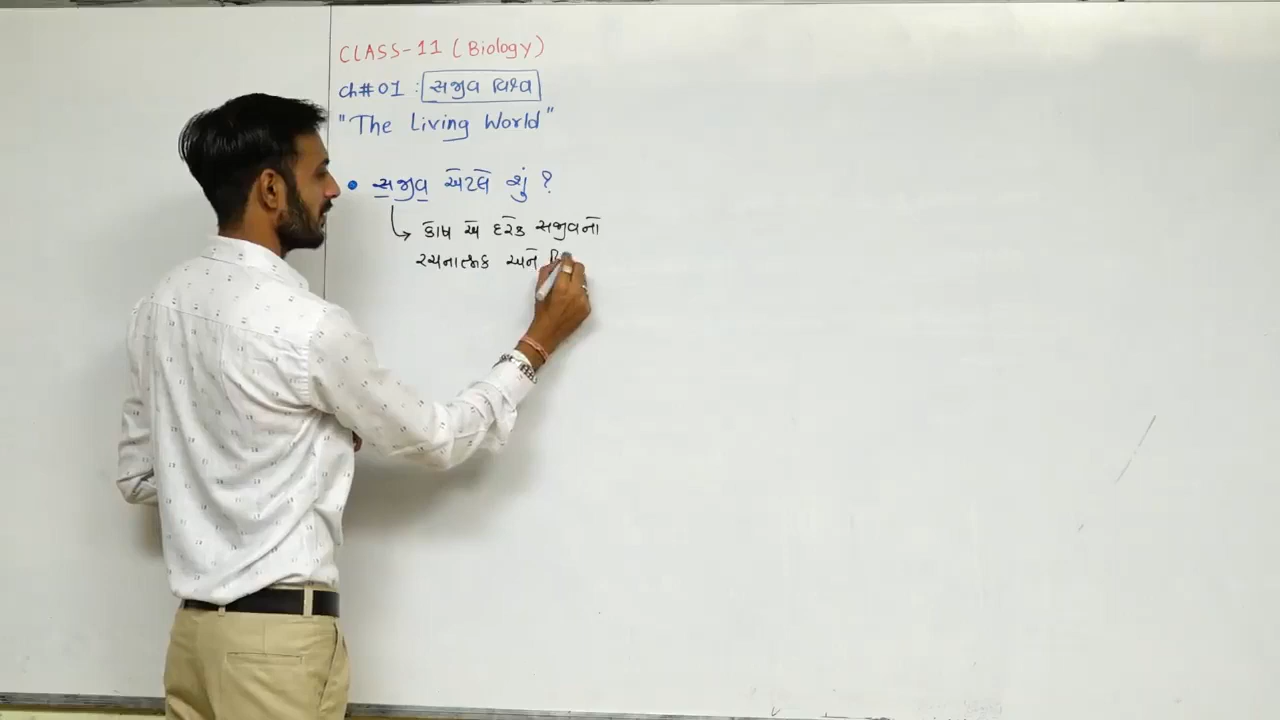 CLASS-11 (Biology)
ch#01 : સજીવ વિશ્વ
"The Living World"
• સજીવ એટલે શું ?
કોષ એ દરેક સજીવનો
રચનાત્મક અને